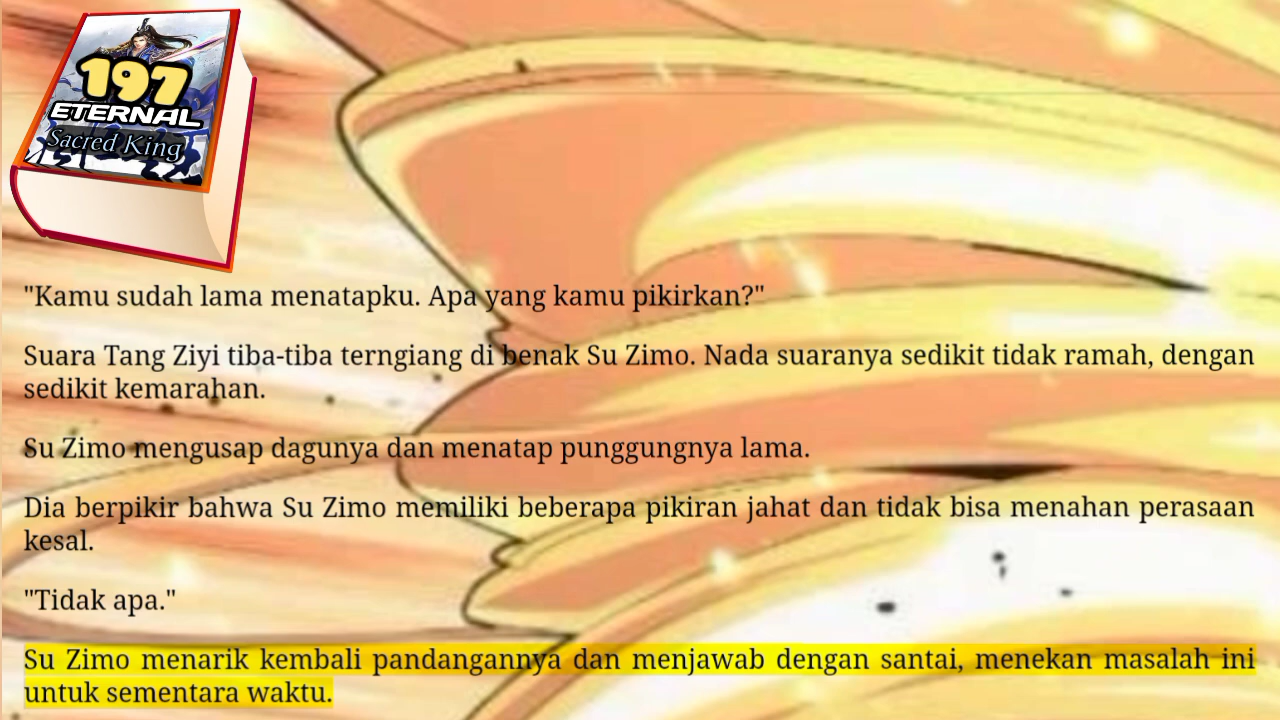 197
ETERNAL
Sacred King
"Kamu sudah lama menatapku. Apa yang kamu pikirkan?"
Suara Tang Ziyi tiba-tiba terngiang di benak Su Zimo. Nada suaranya sedikit tidak ramah, dengan
sedikit kemarahan.
Su Zimo mengusap dagunya dan menatap punggungnya lama.
Dia berpikir bahwa Su Zimo memiliki beberapa pikiran jahat dan tidak bisa menahan perasaan
kesal.
"Tidak apa."
Su Zimo menarik kembali pandangannya dan menjawab dengan santai, menekan masalah ini
untuk sementara waktu.